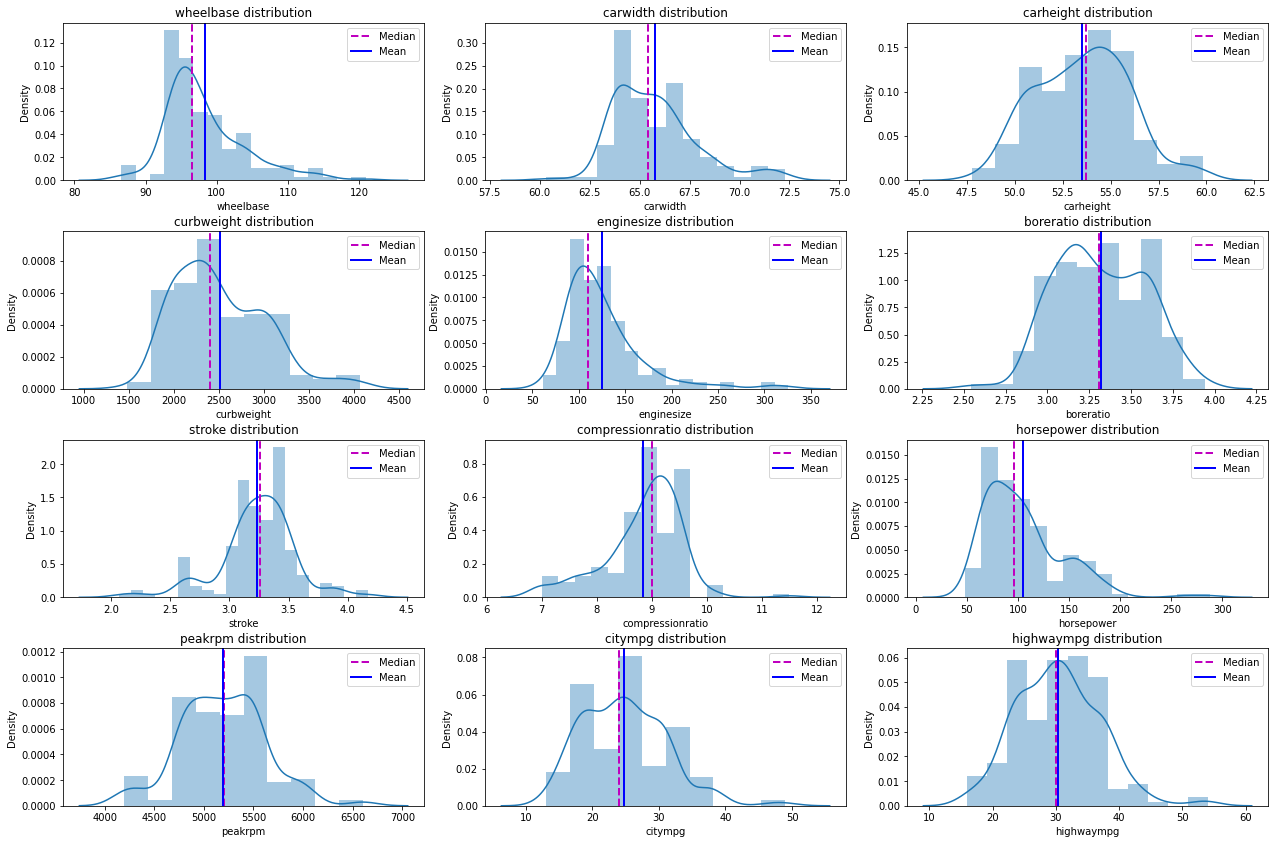 wheelbase distribution
Density
0.00
0.02
0.04
0.06
0.08
0.10
0.12
80
90
100
110
120
wheelbase
Median
Mean
carwidth distribution
Density
0.00
0.05
0.10
0.15
0.20
0.25
0.30
57.5
60.0
62.5
65.0
67.5
70.0
72.5
75.0
carwidth
Median
Mean
carheight distribution
Density
0.00
0.05
0.10
0.15
45.0
47.5
50.0
52.5
55.0
57.5
60.0
62.5
carheight
Median
Mean
curbweight distribution
Density
0.0000
0.0002
0.0004
0.0006
0.0008
1000
1500
2000
2500
3000
3500
4000
4500
curbweight
Median
Mean
enginesize distribution
Density
0.0000
0.0025
0.0050
0.0075
0.0100
0.0125
0.0150
0
50
100
150
200
250
300
350
enginesize
Median
Mean
boreratio distribution
Density
0.00
0.25
0.50
0.75
1.00
1.25
2.25
2.50
2.75
3.00
3.25
3.50
3.75
4.00
4.25
boreratio
Median
Mean
stroke distribution
Density
0.0
0.5
1.0
1.5
2.0
2.0
2.5
3.0
3.5
4.0
4.5
stroke
Median
Mean
compressionratio distribution
Density
0.0
0.2
0.4
0.6
0.8
6
7
8
9
10
11
12
compressionratio
Median
Mean
horsepower distribution
Density
0.0000
0.0025
0.0050
0.0075
0.0100
0.0125
0.0150
0
50
100
150
200
250
300
horsepower
Median
Mean
peakrpm distribution
Density
0.0000
0.0002
0.0004
0.0006
0.0008
0.0010
0.0012
4000
4500
5000
5500
6000
6500
7000
peakrpm
Median
Mean
citympg distribution
Density
0.00
0.02
0.04
0.06
0.08
10
20
30
40
50
citympg
Median
Mean
highwaympg distribution
Density
0.00
0.01
0.02
0.03
0.04
0.05
0.06
10
20
30
40
50
60
highwaympg
Median
Mean